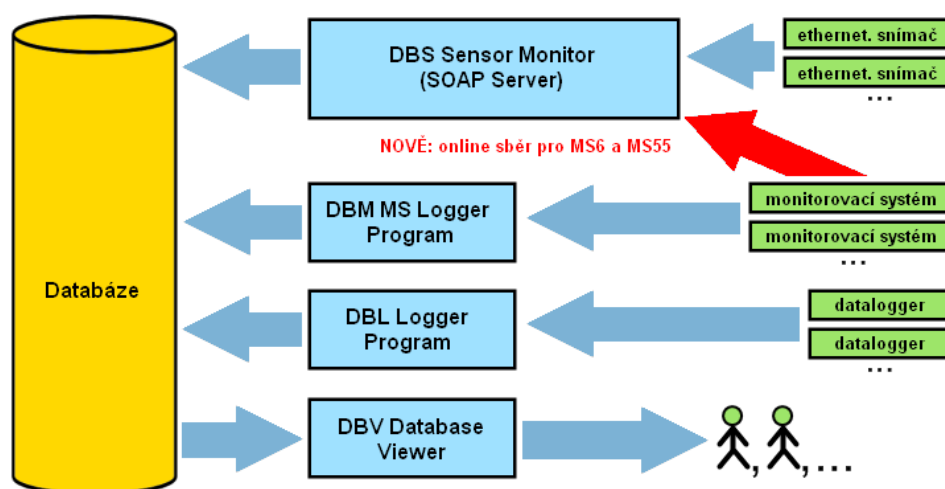 DBS Sensor Monitor
(SOAP Server)
ethernet. snímač
ethernet. snímač
...
NOVĚ: online sběr pro MS6 a MS55
DBM MS Logger
Program
monitorovací systém
monitorovací systém
...
Databáze
DBL Logger
Program
datalogger
datalogger
...
DBV Database
Viewer
, , ...